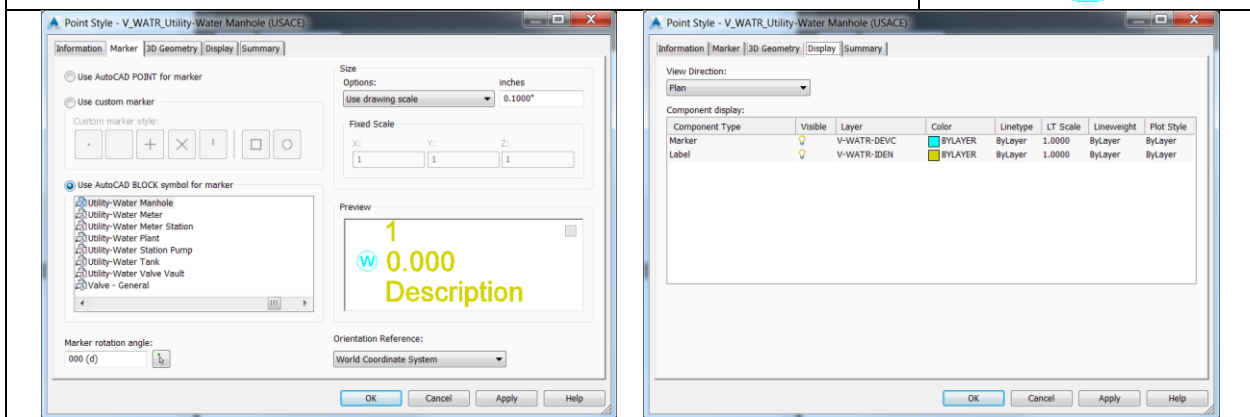 Point Style - V_WATR_Utility-Water Manhole (USACE)
Information Marker 3D Geometry Display Summary
Use AutoCAD POINT for marker
Use custom marker
Custom marker style:
Use AutoCAD BLOCK symbol for marker
Utility-Water Manhole
Utility-Water Meter
Utility-Water Meter Station
Utility-Water Plant
Utility-Water Station Pump
Utility-Water Tank
Utility-Water Valve Vault
Valve - General
Marker rotation angle:
000 (d)
Size
Options: inches
Use drawing scale 0.1000"
Fixed Scale
X: Y: Z:
1 1 1
Preview
1
W 0.000
Description
Orientation Reference:
World Coordinate System
OK Cancel Apply Help
Point Style - V_WATR_Utility-Water Manhole (USACE)
Information Marker 3D Geometry Display Summary
View Direction:
Plan
Component display:
Component Type Visible Layer Color Linetype LT Scale Lineweight Plot Style
Marker V-WATR-DEVC BYLAYER ByLayer 1.0000 ByLayer ByLayer
Label V-WATR-IDEN BYLAYER ByLayer 1.0000 ByLayer ByLayer
OK Cancel Apply Help